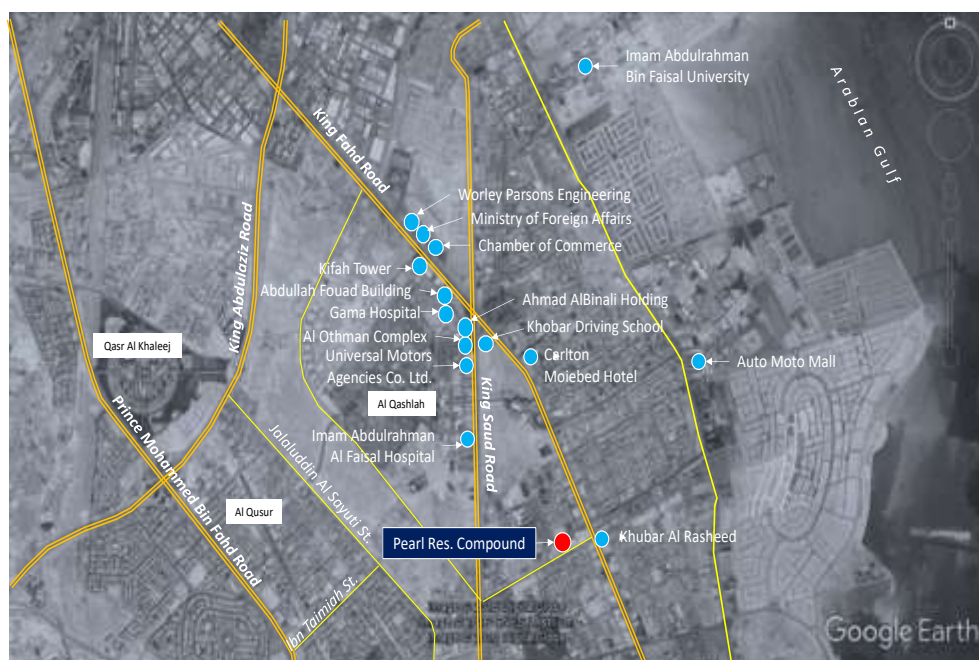 Imam Abdulrahman
Bin Faisal University
Arabian Gulf
King Fahd Road
Worley Parsons Engineering
Ministry of Foreign Affairs
Chamber of Commerce
King Abdulaziz Road
Kifah Tower
Abdullah Fouad Building
Gama Hospital
Ahmad AlBinali Holding
Khobar Driving School
Al Othman Complex
Universal Motors
Agencies Co. Ltd.
Carlton
Moiebed Hotel
Auto Moto Mall
Qasr Al Khaleej
Al Qashlah
King Saud Road
Prince Mohammed Bin Fahd Road
Jalaluddin Al Sayuti St.
Imam Abdulrahman
Al Faisal Hospital
Al Qusur
Pearl Res. Compound
Khubar Al Rasheed
Ibn Taimiah St.
Google Earth